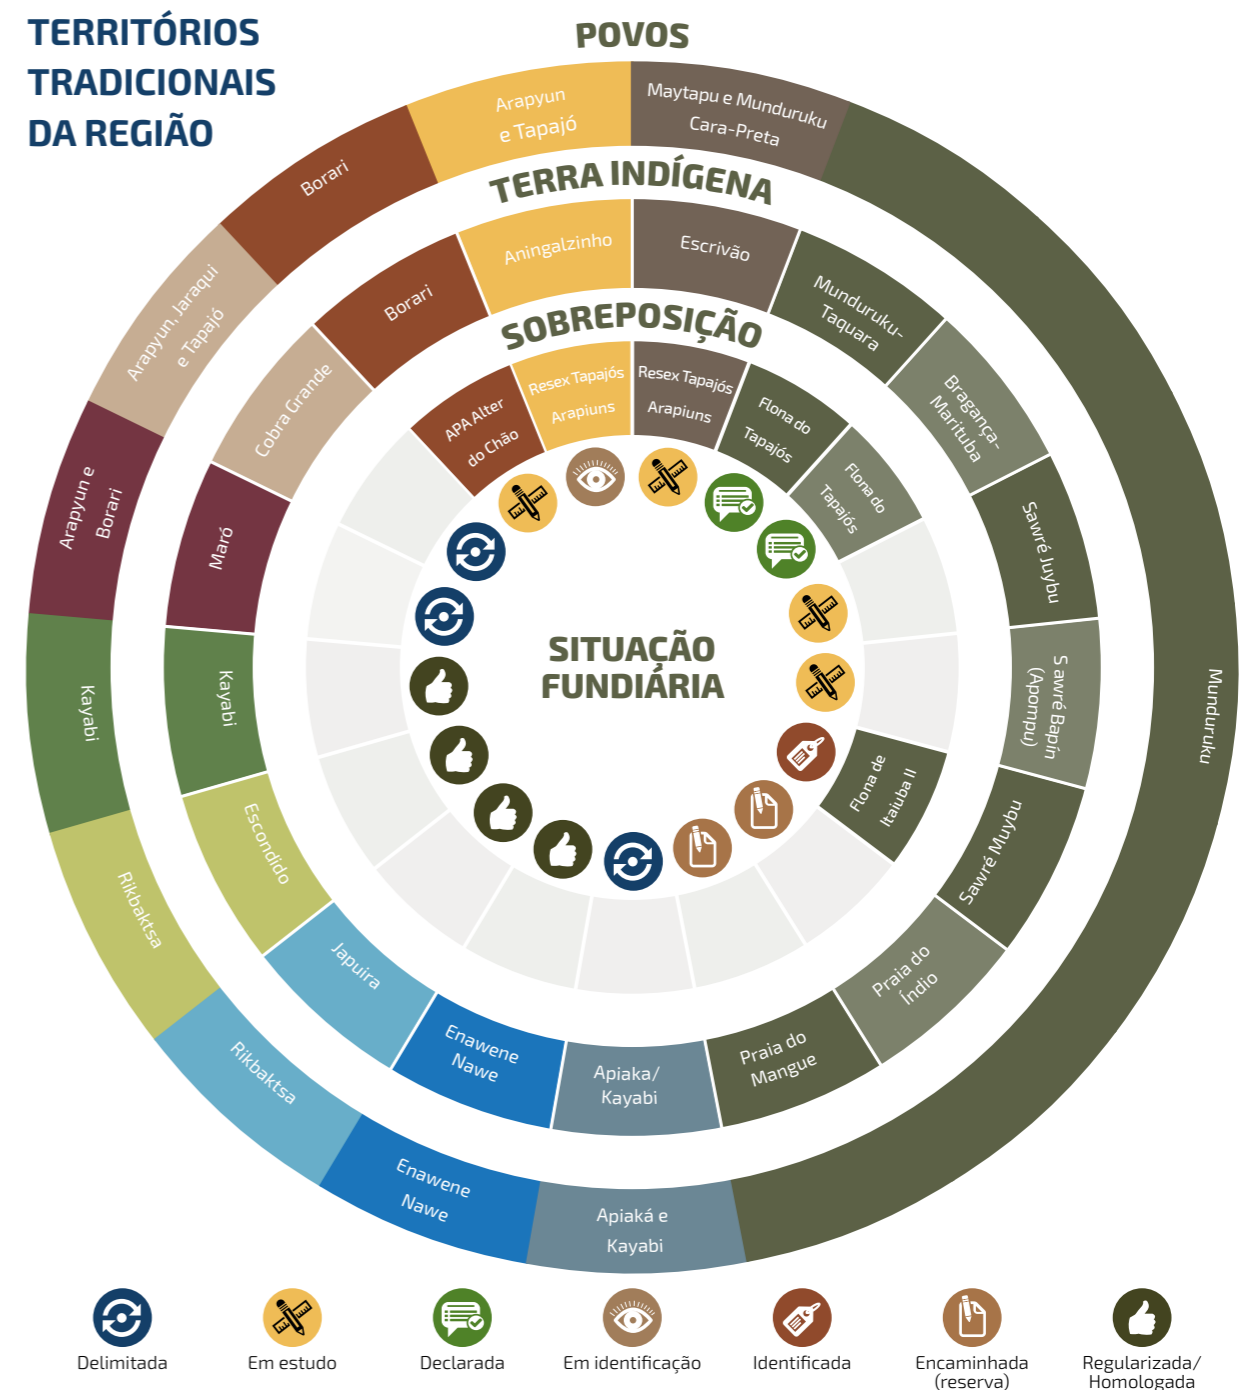 TERRITÓRIOS
TRADICIONAIS
DA REGIÃO
POVOS
Arapyun
e Tapajó
Maytapu e Munduruku
Cara-Preta
Munduruku
Apiaká e
Kayabi
Enawene
Nawe
Rikbaktsa
Rikbaktsa
Kayabi
Arapyun e
Borari
Arapyun, Jaraqui
e Tapajó
Borari
TERRA INDÍGENA
Aningalzinho
Escrivão
Munduruku-
Taquara
Bragança-
Marituba
Sawré Juybu
S awré Bapín
(Apompu)
Sawré Muybu
Praia do
Índio
Praia do
Mangue
Apiaka/
Kayabi
Enawene
Nawe
Japuira
Escondido
Kayabi
Maró
Cobra Grande
Borari
SOBREPOSIÇÃO
APA Alter
do Chão
Resex Tapajós
Arapiuns
Resex Tapajós
Arapiuns
Flona do
Tapajós
Flona do
Tapajós
Flona de
Itaiuba II
SITUAÇÃO
FUNDIÁRIA
Delimitada
Em estudo
Declarada
Em identificação
Identificada
Encaminhada
(reserva)
Regularizada/
Homologada